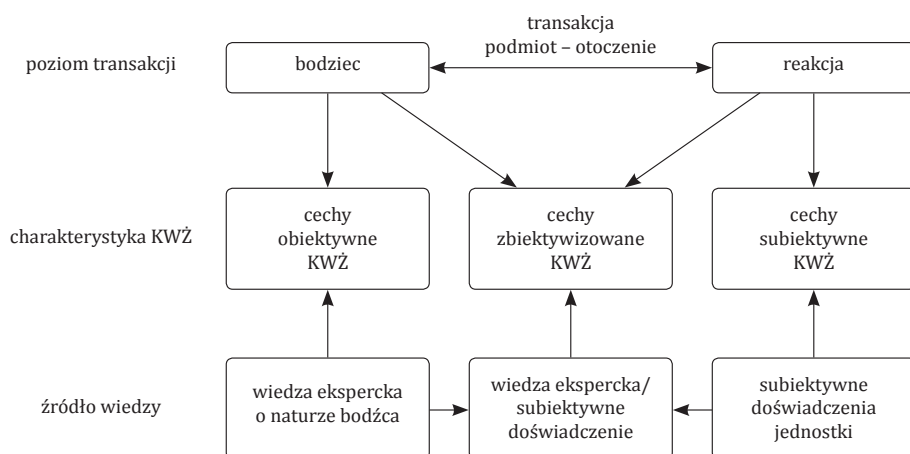 transakcja
podmiot – otoczenie
poziom transakcji
bodziec
reakcja
charakterystyka KWŻ
cechy
obiektywne
KWŻ
cechy
zbiektywizowane
KWŻ
cechy
subiektywne
KWŻ
źródło wiedzy
wiedza ekspercka
o naturze bodźca
wiedza ekspercka/
subiektywne
doświadczenie
subiektywne
doświadczenia
jednostki